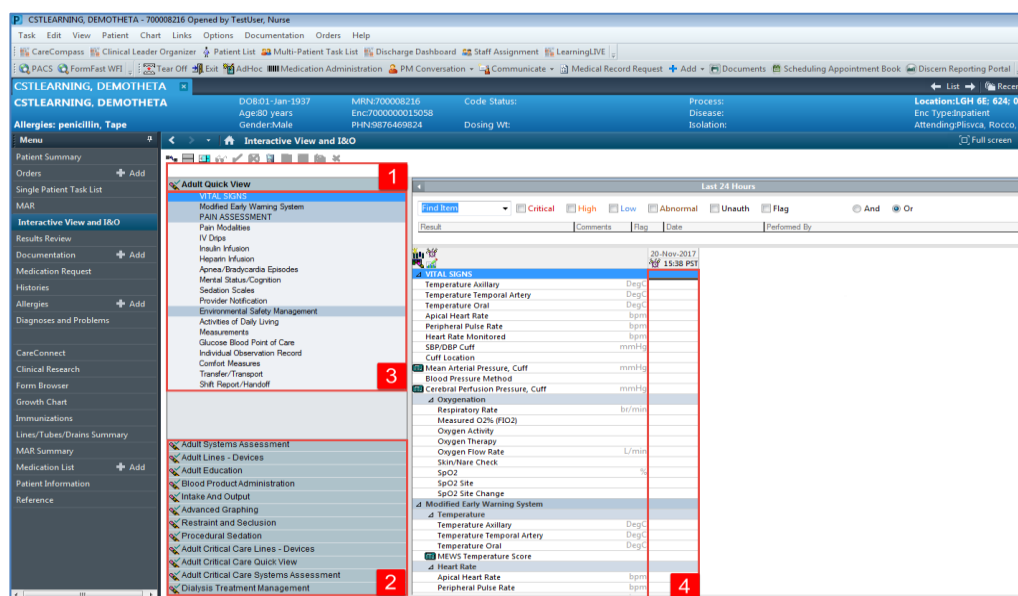 CSTLEARNING, DEMOTHETA - 700008216 Opened by TestUser, Nurse
Task Edit View Patient Chart Links Options Documentation Orders Help
CareCompass Clinical Leader Organizer Patient List Multi-Patient Task List Discharge Dashboard Staff Assignment LearningLIVE
PACS FormFast WFI Tear Off Exit AdHoc Medication Administration PM Conversation Communicate Medical Record Request Add Documents Scheduling Appointment Book Discern Reporting Portal
CSTLEARNING, DEMOTHETA List Recen
CSTLEARNING, DEMOTHETA DOB:01-Jan-1937 MRN:700008216 Code Status: Process: Location:LGH 6E; 624; 0
Age:80 years Enc:7000000015058 Disease: Enc Type:Inpatient
Allergies: penicillin, Tape Gender:Male PHN:9876469824 Dosing Wt: Isolation: Attending:Plisvca, Rocco,
Menu Interactive View and I&O Full screen
Patient Summary
Orders Add
Single Patient Task List
MAR
Interactive View and I&O
Results Review
Documentation Add
Medication Request
Histories
Allergies Add
Diagnoses and Problems
CareConnect
Clinical Research
Form Browser
Growth Chart
Immunizations
Lines/Tubes/Drains Summary
MAR Summary
Medication List Add
Patient Information
Reference
1
Adult Quick View
VITAL SIGNS
Modified Early Warning System
PAIN ASSESSMENT
Pain Modalities
IV Drips
Insulin Infusion
Heparin Infusion
Apnea/Bradycardia Episodes
Mental Status/Cognition
Sedation Scales
Provider Notification
Environmental Safety Management
Activities of Daily Living
Measurements
Glucose Blood Point of Care
Individual Observation Record
Comfort Measures
Transfer/Transport
Shift Report/Handoff
3
Adult Systems Assessment
Adult Lines - Devices
Adult Education
Blood Product Administration
Intake And Output
Advanced Graphing
Restraint and Seclusion
Procedural Sedation
Adult Critical Care Lines - Devices
Adult Critical Care Quick View
Adult Critical Care Systems Assessment
Dialysis Treatment Management
2
Last 24 Hours
Find Item Critical High Low Abnormal Unauth Flag And Or
Result Comments Flag Date Performed By
20-Nov-2017
15:38 PST
VITAL SIGNS
Temperature Axillary DegC
Temperature Temporal Artery DegC
Temperature Oral DegC
Apical Heart Rate bpm
Peripheral Pulse Rate bpm
Heart Rate Monitored bpm
SBP/DBP Cuff mmHg
Cuff Location
Mean Arterial Pressure, Cuff mmHg
Blood Pressure Method
Cerebral Perfusion Pressure, Cuff mmHg
Oxygenation
Respiratory Rate br/min
Measured O2% (FIO2)
Oxygen Activity
Oxygen Therapy
Oxygen Flow Rate L/min
Skin/Nare Check
SpO2 %
SpO2 Site
SpO2 Site Change
Modified Early Warning System
Temperature
Temperature Axillary DegC
Temperature Temporal Artery DegC
Temperature Oral DegC
MEWS Temperature Score
Heart Rate
Apical Heart Rate bpm
Peripheral Pulse Rate bpm
4